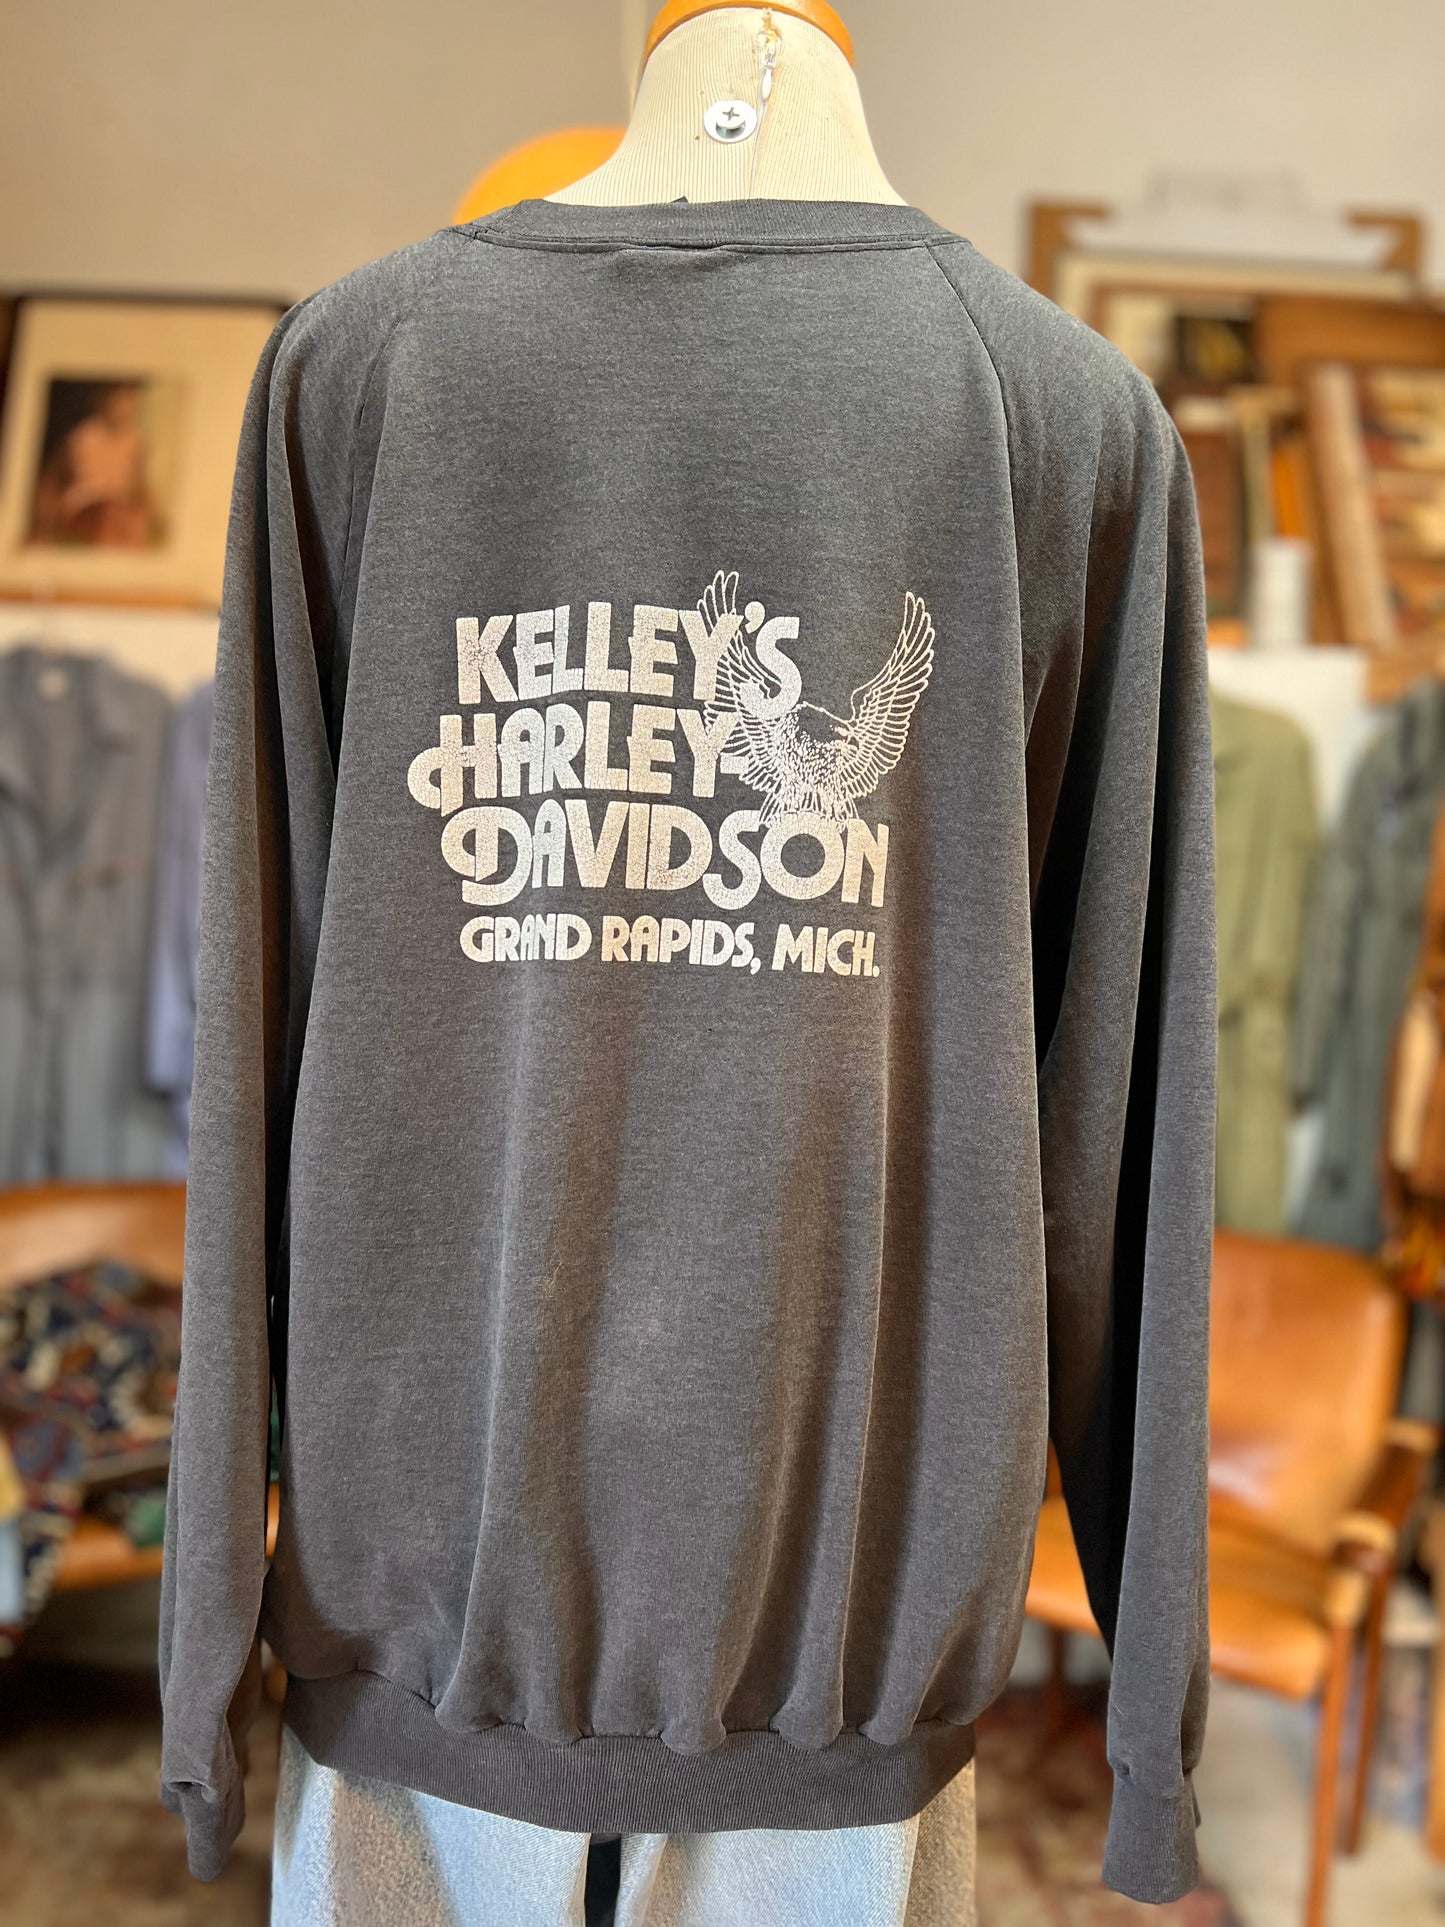 KELLEY'S
HARLEY-
DAVIDSON
GRAND RAPIDS, MICH.